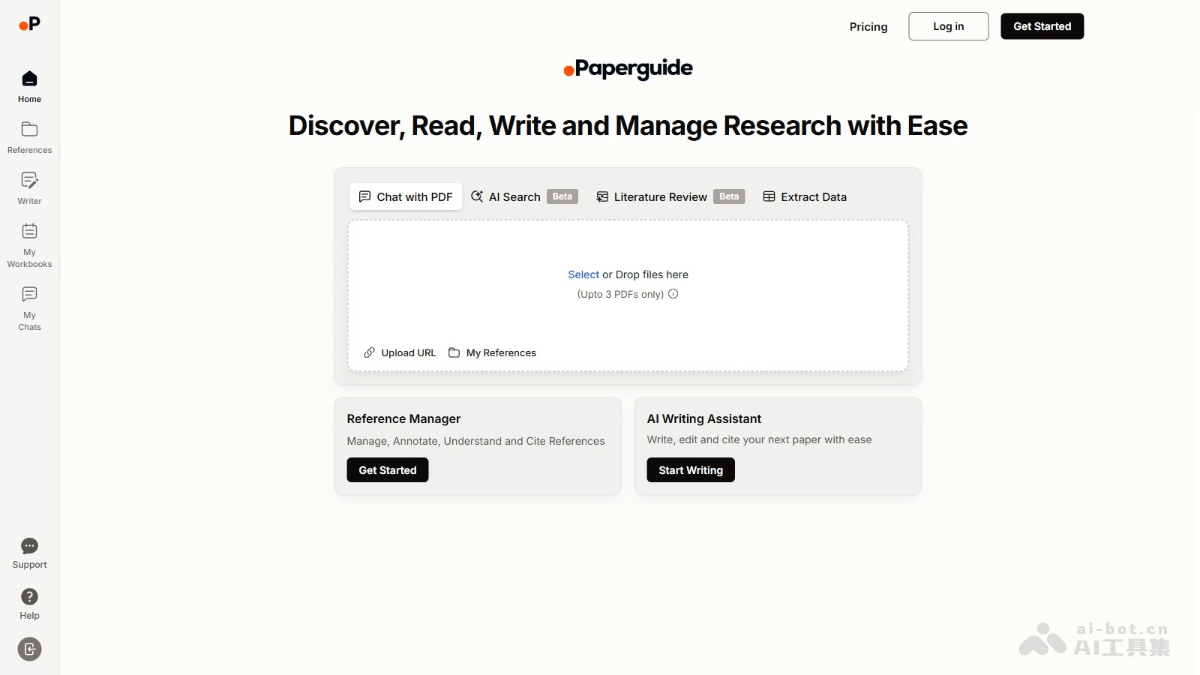 P
Pricing
Log in
Get Started
Paperguide
Home
References
Writer
My
Workbooks
My
Chats
Discover, Read, Write and Manage Research with Ease
Chat with PDF
AI Search Beta
Literature Review Beta
Extract Data
Select or Drop files here
(Upto 3 PDFs only)
Upload URL
My References
Reference Manager
Manage, Annotate, Understand and Cite References
Get Started
AI Writing Assistant
Write, edit and cite your next paper with ease
Start Writing
Support
Help
ai-bot.cn
AI工具集